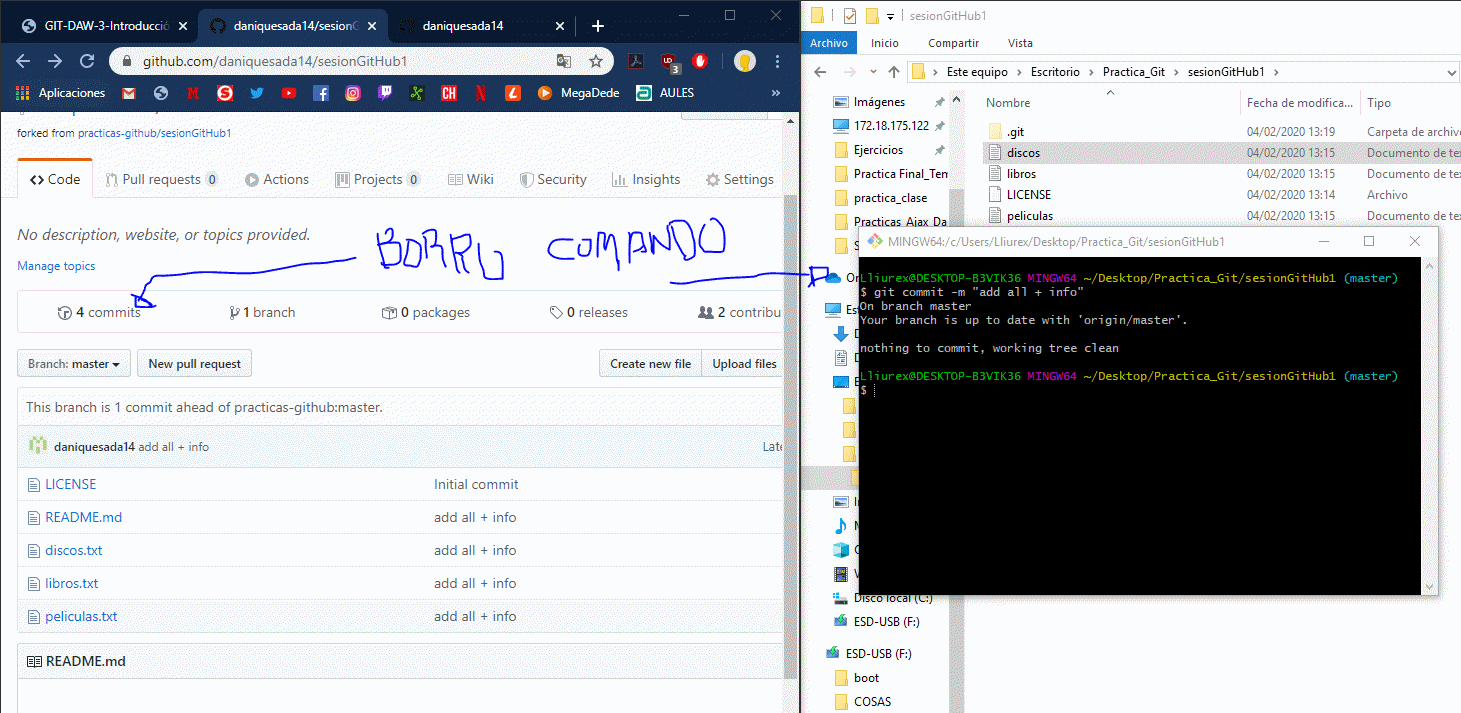 GIT-DAW-3-Introducció
daniquesada14/sesionG
daniquesada14
github.com/daniquesada14/sesionGitHub1
3
Aplicaciones
MegaDede
AULES
forked from practicas-github/sesionGitHub1
Code
Pull requests 0
Actions
Projects 0
Wiki
Security
Insights
Settings
No description, website, or topics provided.
Manage topics
BORRO COMANDO
4 commits
1 branch
0 packages
0 releases
2 contribu
Branch: master
New pull request
Create new file
Upload files
This branch is 1 commit ahead of practicas-github:master.
daniquesada14 add all + info
Late
LICENSE Initial commit
README.md add all + info
discos.txt add all + info
libros.txt add all + info
peliculas.txt add all + info
README.md
sesionGitHub1
Archivo
Inicio
Compartir
Vista
Este equipo > Escritorio > Practica_Git > sesionGitHub1 >
Imágenes
172.18.175.122
Ejercicios
Practica Final_Tem
practica_clase
Practicas_Ajax_Da
Nombre Fecha de modifica... Tipo
.git 04/02/2020 13:19 Carpeta de archivo
discos 04/02/2020 13:15 Documento de tex
libros 04/02/2020 13:15 Documento de tex
LICENSE 04/02/2020 13:14 Archivo
peliculas 04/02/2020 13:15 Documento de tex
MINGW64:/c/Users/Lliurex/Desktop/Practica_Git/sesionGitHub1
Lliurex@DESKTOP-B3VIK36 MINGW64 ~/Desktop/Practica_Git/sesionGitHub1 (master)
$ git commit -m "add all + info"
On branch master
Your branch is up to date with 'origin/master'.
nothing to commit, working tree clean
Lliurex@DESKTOP-B3VIK36 MINGW64 ~/Desktop/Practica_Git/sesionGitHub1 (master)
$
Disco local (C:)
ESD-USB (F:)
ESD-USB (F:)
boot
COSAS